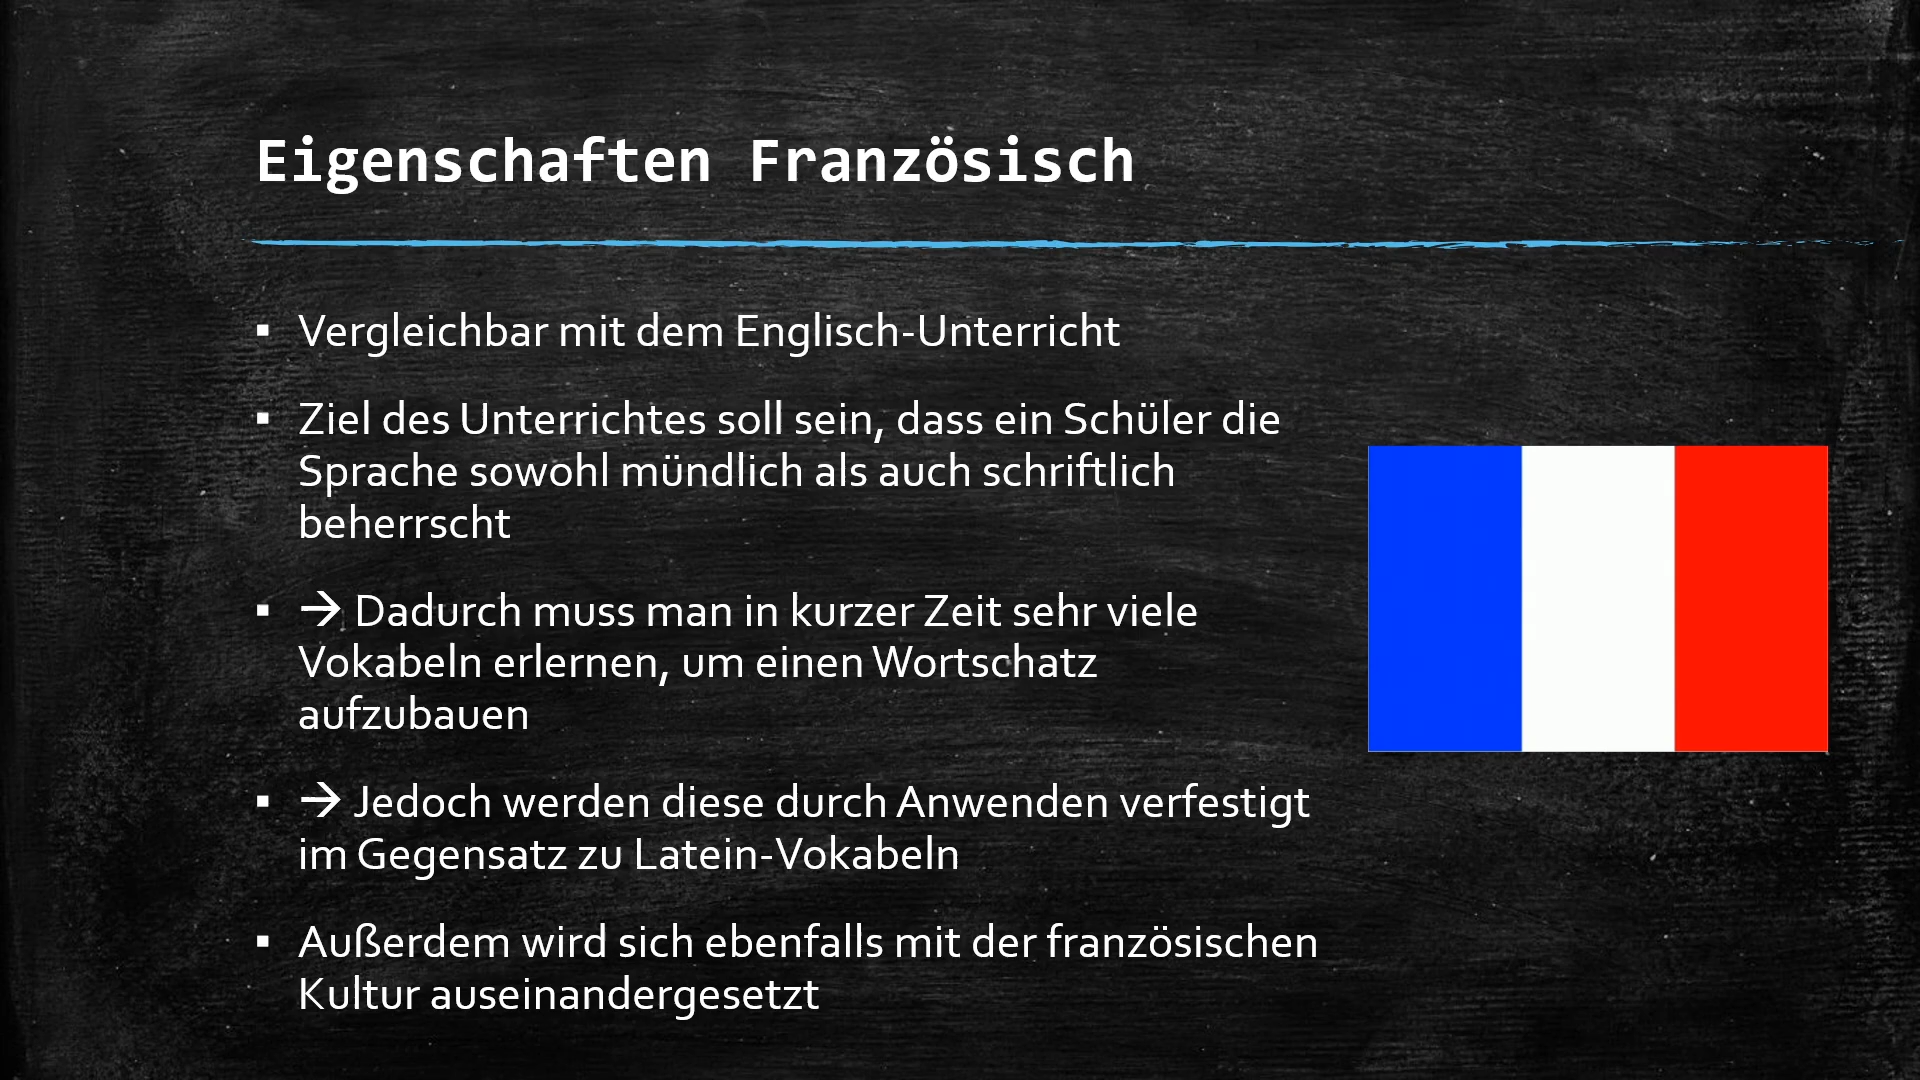 Eigenschaften Französisch
▪ Vergleichbar mit dem Englisch-Unterricht
▪ Ziel des Unterrichtes soll sein, dass ein Schüler die
Sprache sowohl mündlich als auch schriftlich
beherrscht
▪ → Dadurch muss man in kurzer Zeit sehr viele
Vokabeln erlernen, um einen Wortschatz
aufzubauen
▪ → Jedoch werden diese durch Anwenden verfestigt
im Gegensatz zu Latein-Vokabeln
▪ Außerdem wird sich ebenfalls mit der französischen
Kultur auseinandergesetzt